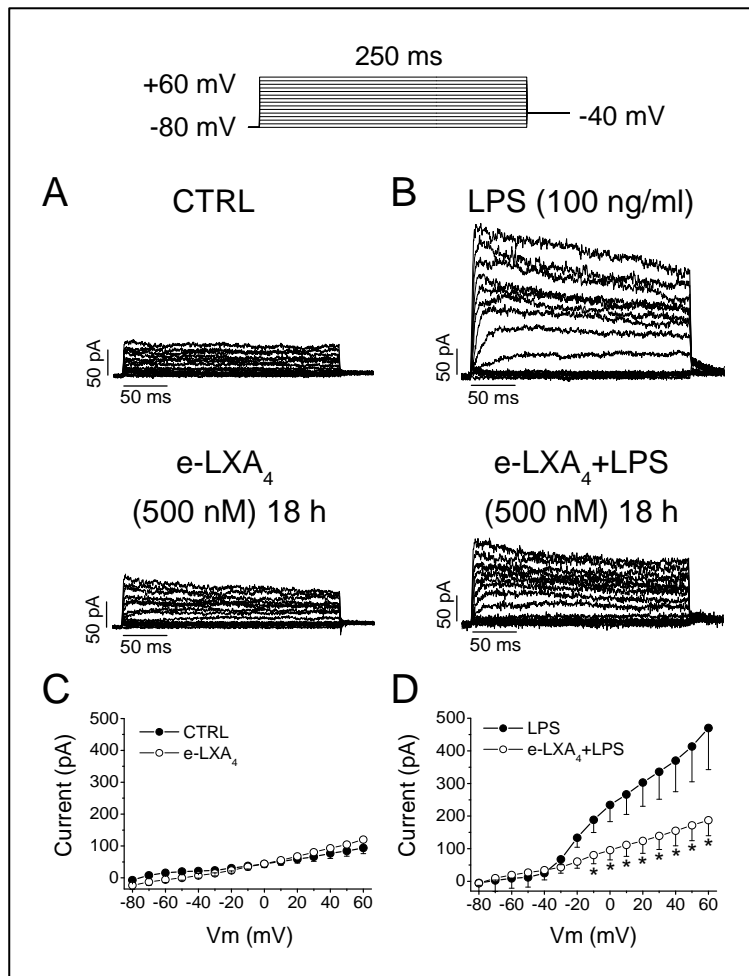 250 ms
+60 mV
-80 mV
-40 mV
A
CTRL
50 pA
50 ms
B
LPS (100 ng/ml)
50 pA
50 ms
e-LXA4
(500 nM) 18 h
50 pA
50 ms
e-LXA4+LPS
(500 nM) 18 h
50 pA
50 ms
C
CTRL
e-LXA4
Current (pA)
500
400
300
200
100
0
-80 -60 -40 -20 0 20 40 60
Vm (mV)
D
LPS
e-LXA4+LPS
Current (pA)
500
400
300
200
100
0
* * * * * * * *
-80 -60 -40 -20 0 20 40 60
Vm (mV)